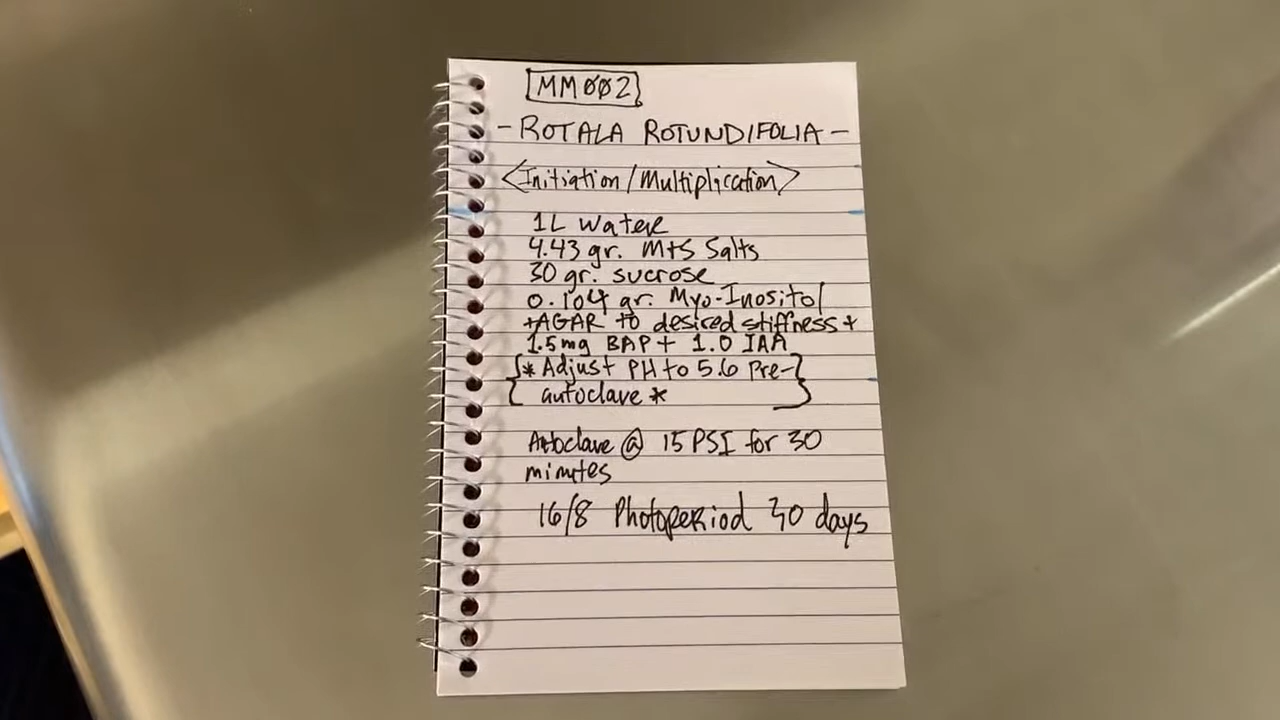 MM002
- ROTALA ROTUNDIFOLIA -
<Initiation/Multiplication>
1L Water
4.43 gr. M+S Salts
30 gr. sucrose
0.104 gr. Myo-Inositol
+AGAR to desired stiffness +
1.5mg BAP + 1.0 IAA
{* Adjust PH to 5.6 Pre-}
{autoclave *}
Autoclave @ 15 PSI for 30
minutes
16/8 Photoperiod 30 days